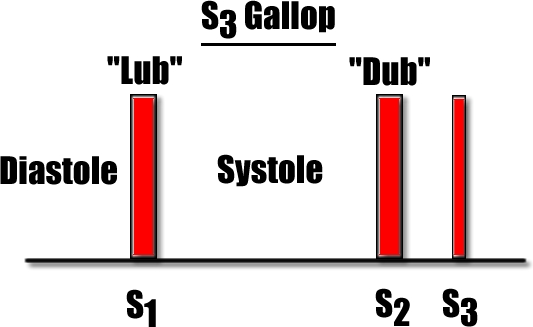 S3 Gallop
"Lub" "Dub"
Diastole Systole
S1 S2 S3